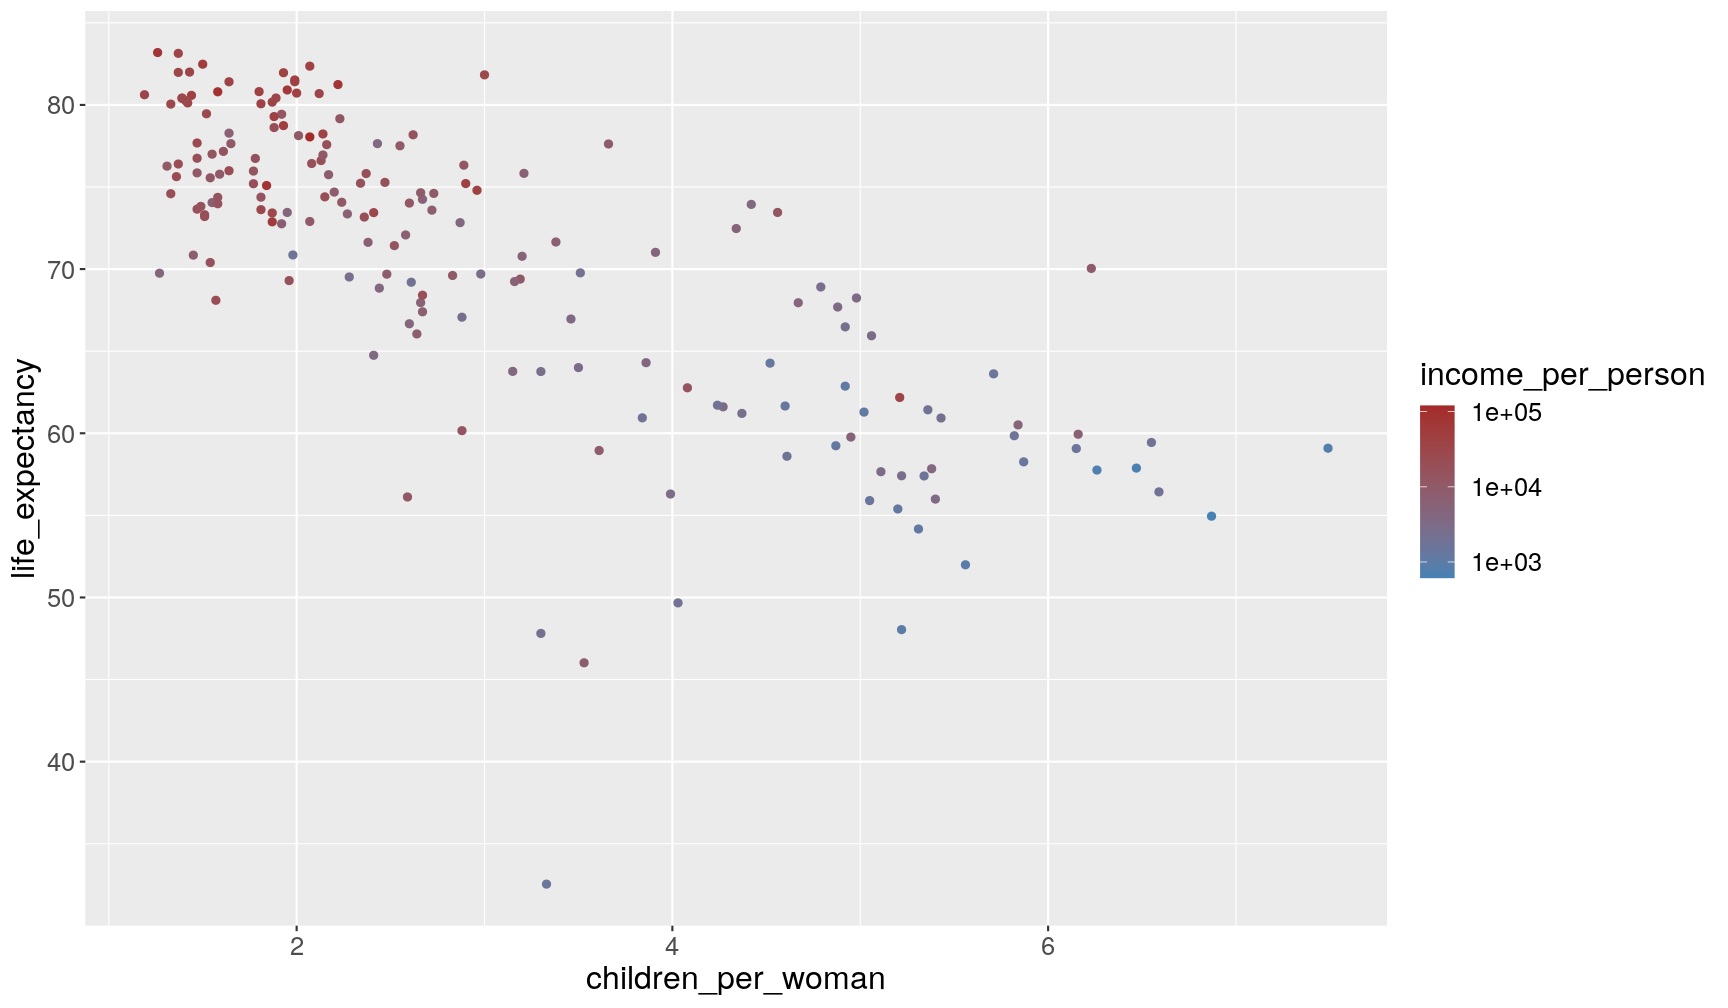 80
70
60
50
40
life_expectancy
2 4 6
children_per_woman
income_per_person
1e+05
1e+04
1e+03